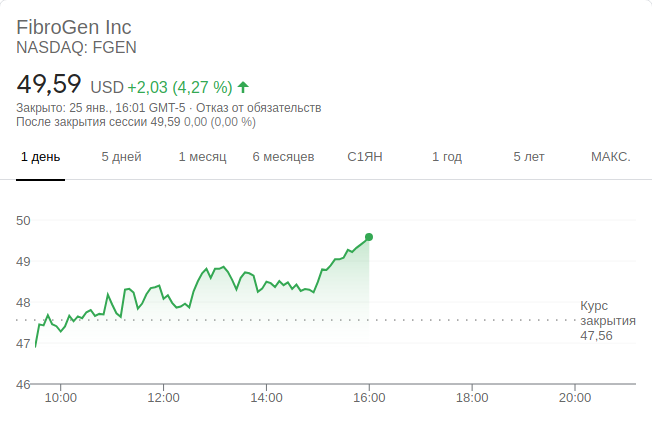 FibroGen Inc
NASDAQ: FGEN
49,59 USD +2,03 (4,27 %)
Закрыто: 25 янв., 16:01 GMT-5 · Отказ от обязательств
После закрытия сессии 49,59 0,00 (0,00 %)
1 день 5 дней 1 месяц 6 месяцев С1ЯН 1 год 5 лет МАКС.
50
49
48
47
46
Курс
закрытия
47,56
10:00 12:00 14:00 16:00 18:00 20:00